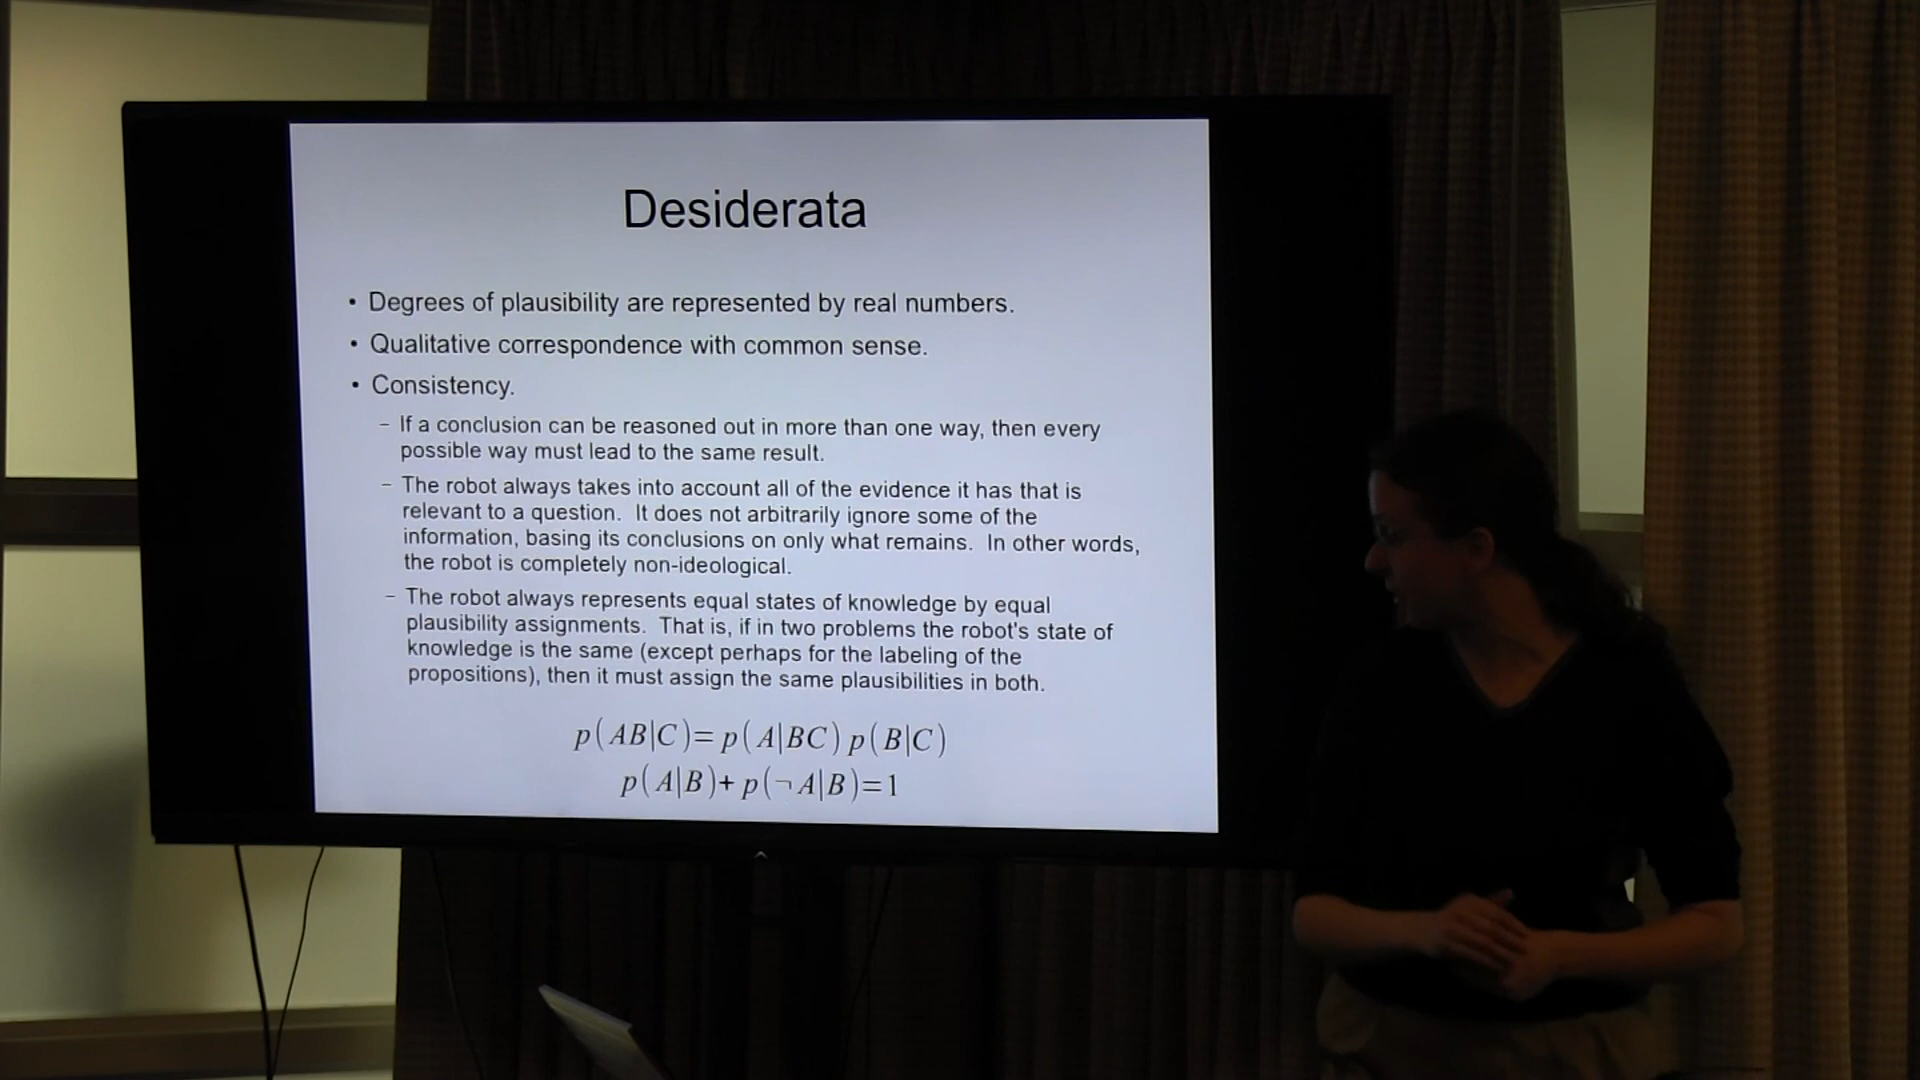 Desiderata
• Degrees of plausibility are represented by real numbers.
• Qualitative correspondence with common sense.
• Consistency.
– If a conclusion can be reasoned out in more than one way, then every
possible way must lead to the same result.
– The robot always takes into account all of the evidence it has that is
relevant to a question. It does not arbitrarily ignore some of the
information, basing its conclusions on only what remains. In other words,
the robot is completely non-ideological.
– The robot always represents equal states of knowledge by equal
plausibility assignments. That is, if in two problems the robot's state of
knowledge is the same (except perhaps for the labeling of the
propositions), then it must assign the same plausibilities in both.
p(AB|C)=p(A|BC)p(B|C)
p(A|B)+p(¬A|B)=1